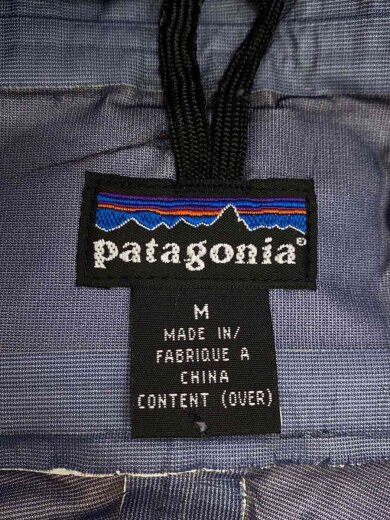 patagonia®
M
MADE IN/
FABRIQUE A
CHINA
CONTENT (OVER)